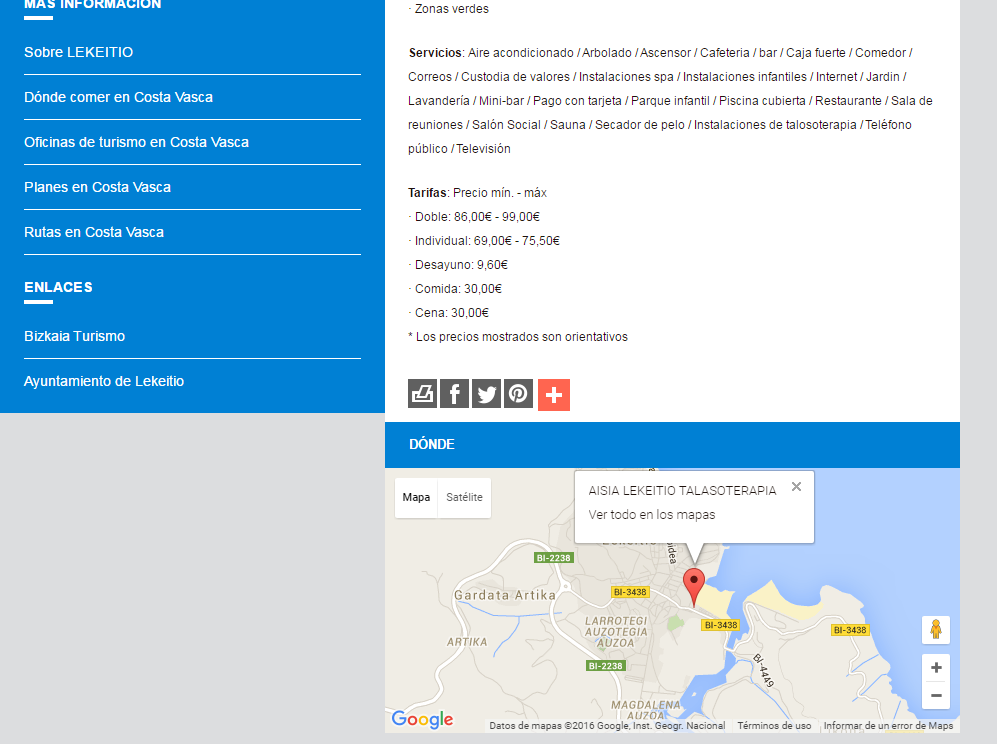 MÁS INFORMACIÓN
Sobre LEKEITIO
Dónde comer en Costa Vasca
Oficinas de turismo en Costa Vasca
Planes en Costa Vasca
Rutas en Costa Vasca
ENLACES
Bizkaia Turismo
Ayuntamiento de Lekeitio
· Zonas verdes
Servicios: Aire acondicionado / Arbolado / Ascensor / Cafeteria / bar / Caja fuerte / Comedor /
Correos / Custodia de valores / Instalaciones spa / Instalaciones infantiles / Internet / Jardin /
Lavandería / Mini-bar / Pago con tarjeta / Parque infantil / Piscina cubierta / Restaurante / Sala de
reuniones / Salón Social / Sauna / Secador de pelo / Instalaciones de talosoterapia / Teléfono
público / Televisión
Tarifas: Precio mín. - máx
· Doble: 86,00€ - 99,00€
· Individual: 69,00€ - 75,50€
· Desayuno: 9,60€
· Comida: 30,00€
· Cena: 30,00€
* Los precios mostrados son orientativos
DÓNDE
Mapa Satélite
AISIA LEKEITIO TALASOTERAPIA
Ver todo en los mapas
BI-2238
Gardata Artika
BI-3438
LARROTEGI
AUZOTEGIA
AUZOA
BI-3438
BI-3438
ARTIKA
BI-2238
BI-4449
MAGDALENA
AUZOA
Google
Datos de mapas ©2016 Google, Inst. Geogr. Nacional Términos de uso Informar de un error de Maps